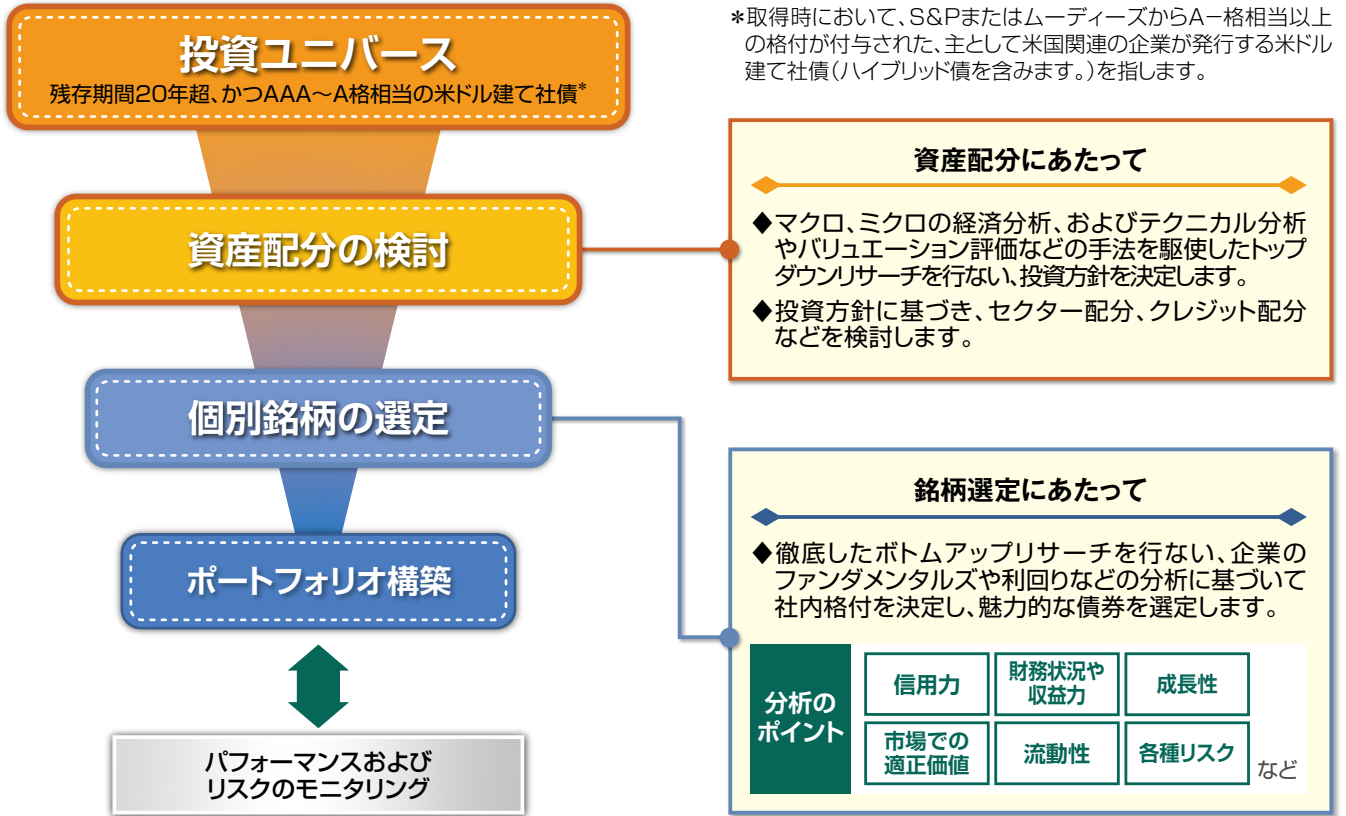 投資ユニバース
残存期間20年超、かつAAA～A格相当の米ドル建て社債*
*取得時において、S&PまたはムーディーズからA－格相当以上
の格付が付与された、主として米国関連の企業が発行する米ドル
建て社債（ハイブリッド債を含みます。）を指します。
資産配分の検討
資産配分にあたって
◆マクロ、ミクロの経済分析、およびテクニカル分析
やバリュエーション評価などの手法を駆使したトップ
ダウンリサーチを行ない、投資方針を決定します。
◆投資方針に基づき、セクター配分、クレジット配分
などを検討します。
個別銘柄の選定
銘柄選定にあたって
◆徹底したボトムアップリサーチを行ない、企業の
ファンダメンタルズや利回りなどの分析に基づいて
社内格付を決定し、魅力的な債券を選定します。
分析の
ポイント
信用力
財務状況や
収益力
成長性
市場での
適正価値
流動性
各種リスク
など
ポートフォリオ構築
パフォーマンスおよび
リスクのモニタリング